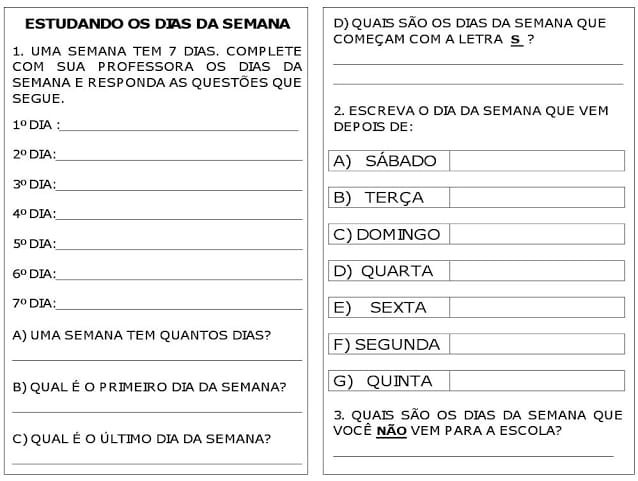 ESTUDANDO OS DIAS DA SEMANA
1. UMA SEMANA TEM 7 DIAS. COMPLETE
COM SUA PROFESSORA OS DIAS DA
SEMANA E RESPONDA AS QUESTÕES QUE
SEGUE.
1º DIA :
2º DIA:
3º DIA:
4º DIA:
5º DIA:
6º DIA:
7º DIA:
A) UMA SEMANA TEM QUANTOS DIAS?
B) QUAL É O PRIMEIRO DIA DA SEMANA?
C) QUAL É O ÚLTIMO DIA DA SEMANA?
D) QUAIS SÃO OS DIAS DA SEMANA QUE
COMEÇAM COM A LETRA S ?
2. ESCREVA O DIA DA SEMANA QUE VEM
DEPOIS DE:
A) SÁBADO
B) TERÇA
C) DOMINGO
D) QUARTA
E) SEXTA
F) SEGUNDA
G) QUINTA
3. QUAIS SÃO OS DIAS DA SEMANA QUE
VOCÊ NÃO VEM PARA A ESCOLA?